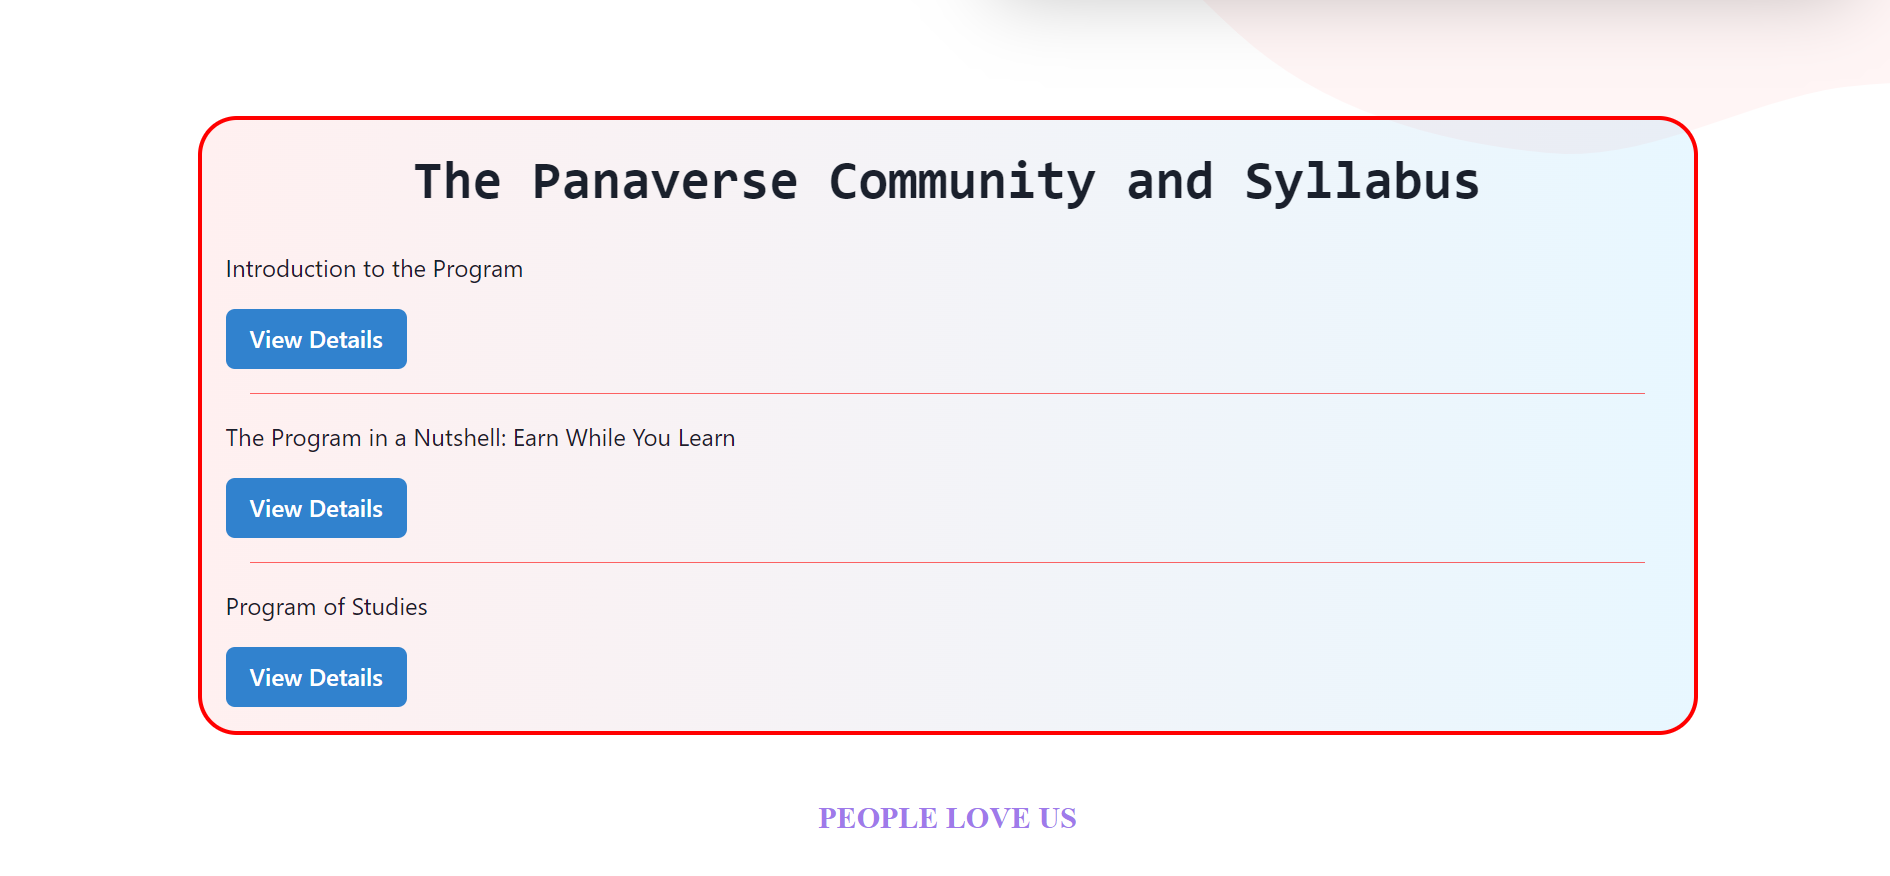 The Panaverse Community and Syllabus
Introduction to the Program
View Details
The Program in a Nutshell: Earn While You Learn
View Details
Program of Studies
View Details
PEOPLE LOVE US